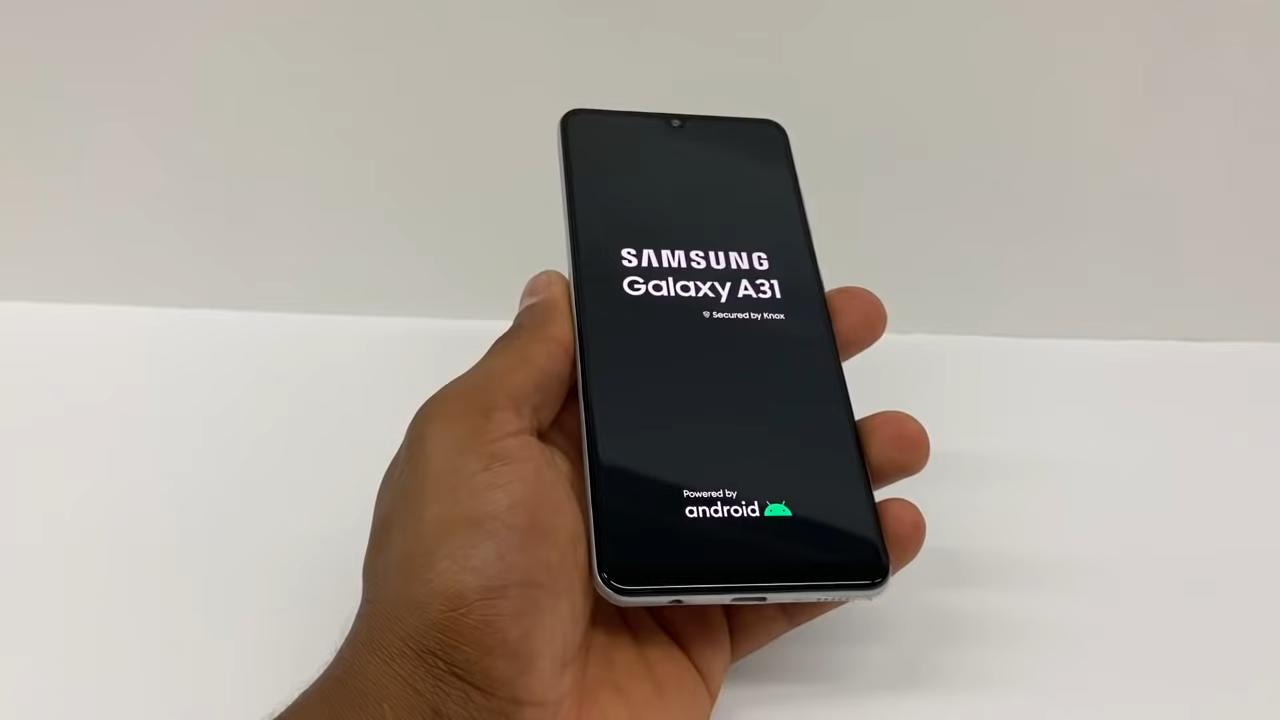 SAMSUNG
Galaxy A31
Secured by Knox
Powered by
android